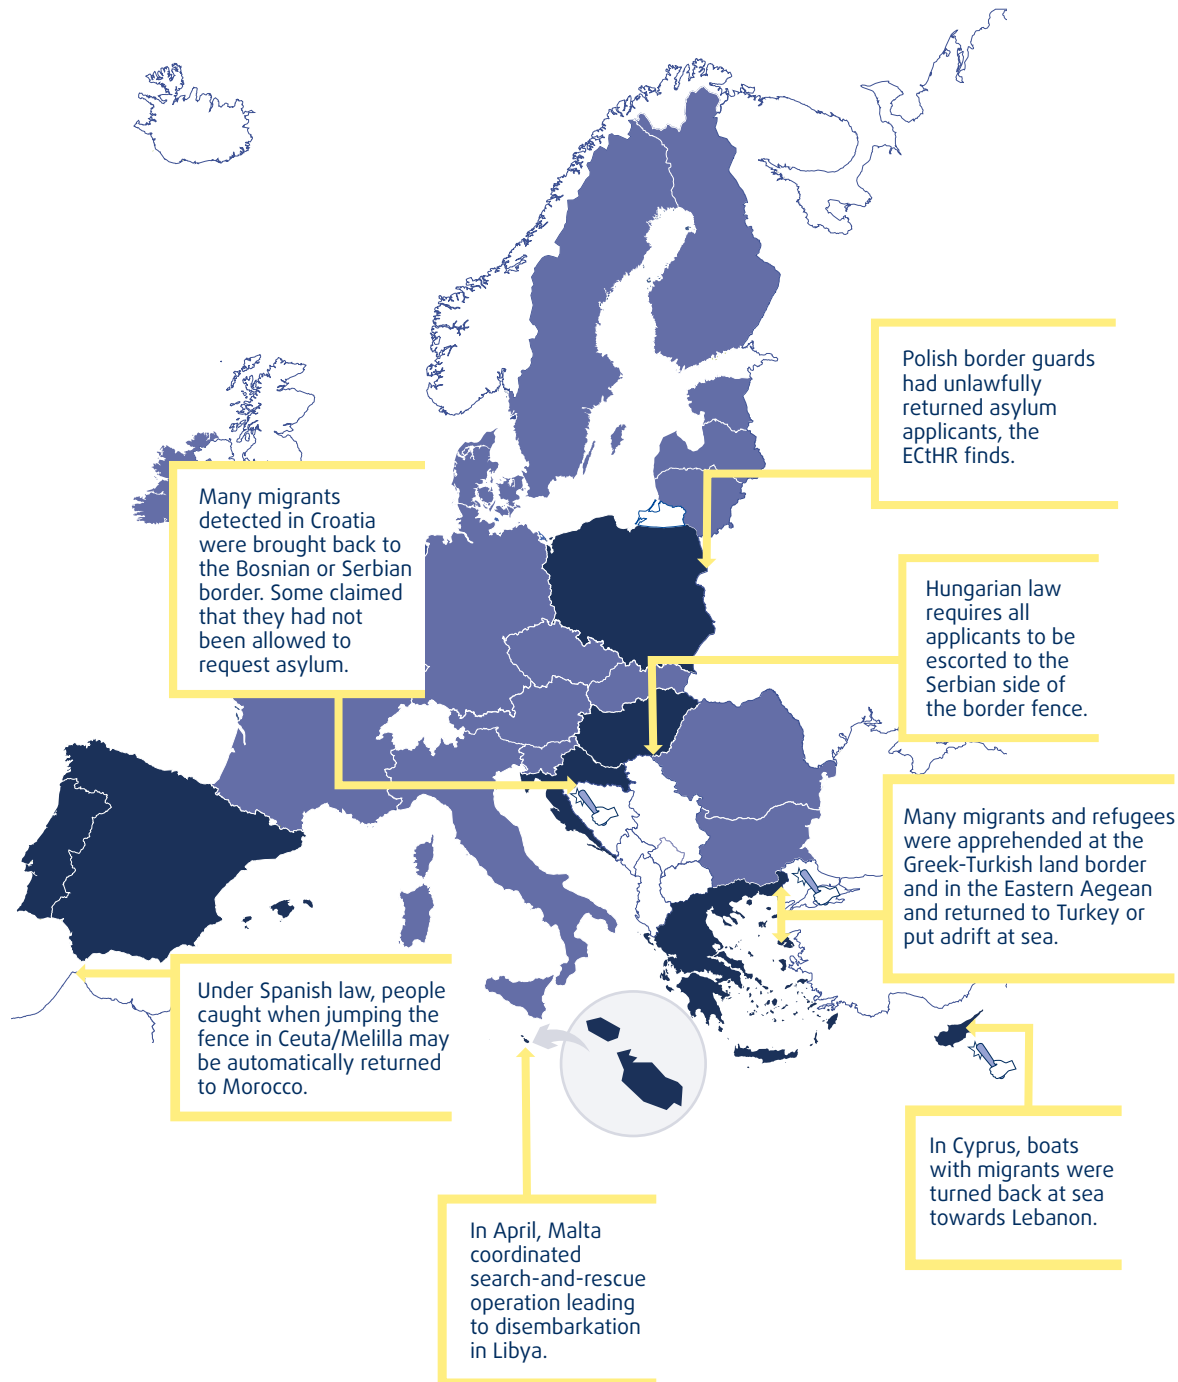 Polish border guards
had unlawfully
returned asylum
applicants, the
ECtHR finds.
Many migrants
detected in Croatia
were brought back to
the Bosnian or Serbian
border. Some claimed
that they had not
been allowed to
request asylum.
Hungarian law
requires all
applicants to be
escorted to the
Serbian side of
the border fence.
Many migrants and refugees
were apprehended at the
Greek-Turkish land border
and in the Eastern Aegean
and returned to Turkey or
put adrift at sea.
Under Spanish law, people
caught when jumping the
fence in Ceuta/Melilla may
be automatically returned
to Morocco.
In Cyprus, boats
with migrants were
turned back at sea
towards Lebanon.
In April, Malta
coordinated
search-and-rescue
operation leading
to disembarkation
in Libya.